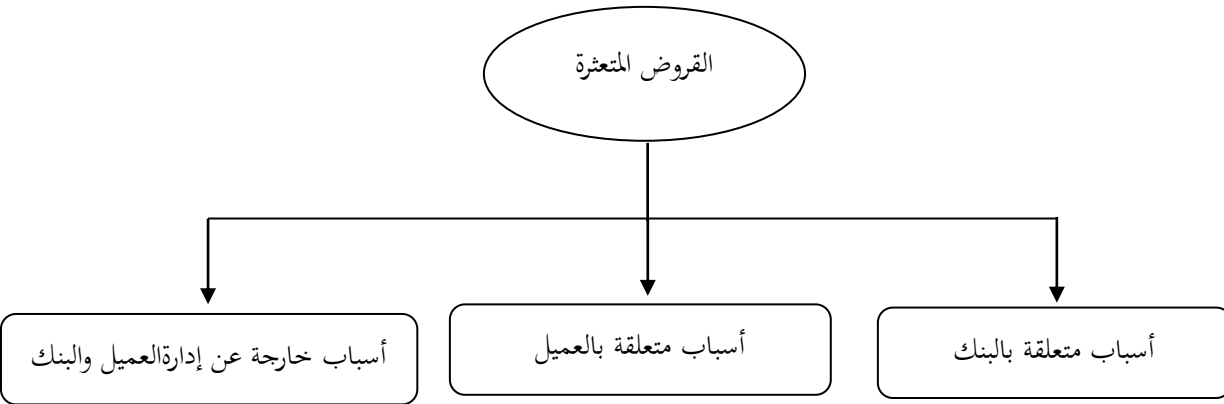 القروض المتعثرة
أسباب متعلقة بالبنك
أسباب متعلقة بالعميل
أسباب خارجة عن إدارةالعميل والبنك